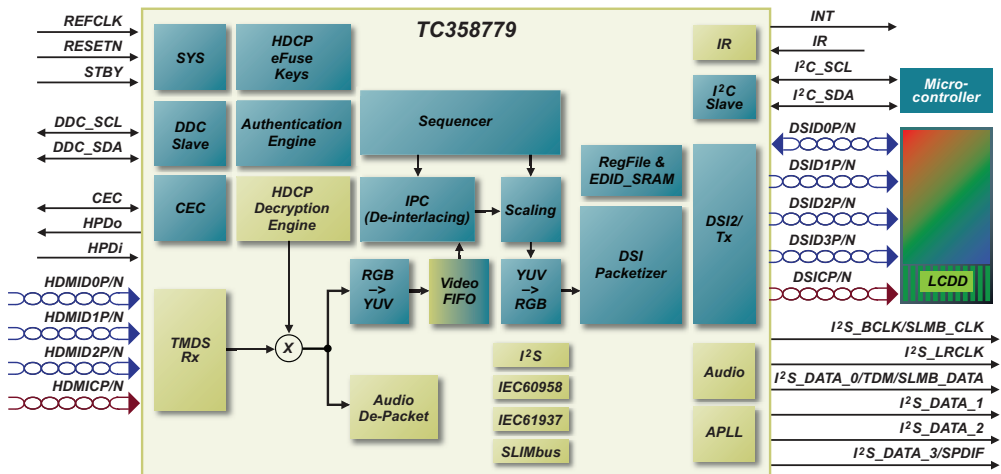 TC358779
REFCLK
RESETN
STBY
DDC_SCL
DDC_SDA
CEC
HPDo
HPDi
HDMID0P/N
HDMID1P/N
HDMID2P/N
HDMICP/N
SYS
HDCP
eFuse
Keys
DDC
Slave
Authentication
Engine
CEC
HDCP
Decryption
Engine
TMDS
Rx
X
Sequencer
IPC
(De-interlacing)
Scaling
RGB
–>
YUV
Video
FIFO
YUV
–>
RGB
Audio
De-Packet
I²S
IEC60958
IEC61937
SLIMbus
RegFile &
EDID_SRAM
DSI
Packetizer
IR
I²C
Slave
DSI2/
Tx
Audio
APLL
INT
IR
I²C_SCL
I²C_SDA
Micro-
controller
DSID0P/N
DSID1P/N
DSID2P/N
DSID3P/N
DSICP/N
LCDD
I²S_BCLK/SLMB_CLK
I²S_LRCLK
I²S_DATA_0/TDM/SLMB_DATA
I²S_DATA_1
I²S_DATA_2
I²S_DATA_3/SPDIF